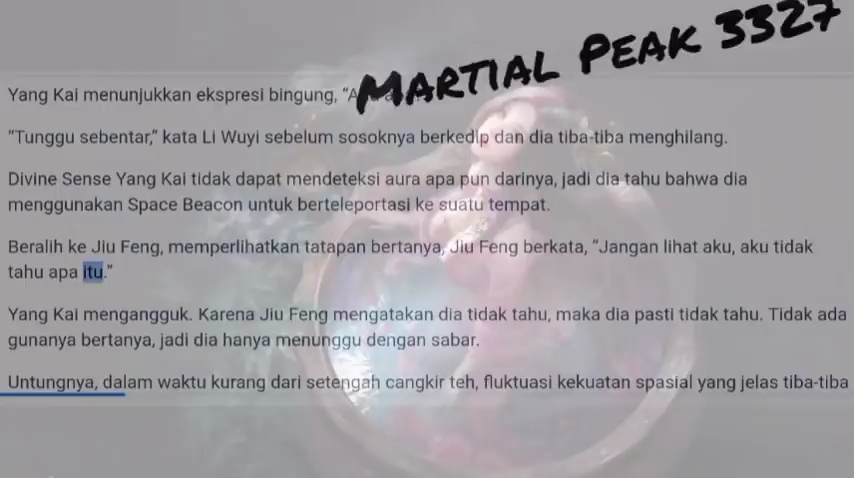 MARTIAL PEAK 3327
Yang Kai menunjukkan ekspresi bingung, “A
“Tunggu sebentar,” kata Li Wuyi sebelum sosoknya berkedip dan dia tiba-tiba menghilang.
Divine Sense Yang Kai tidak dapat mendeteksi aura apa pun darinya, jadi dia tahu bahwa dia
menggunakan Space Beacon untuk berteleportasi ke suatu tempat.
Beralih ke Jiu Feng, memperlihatkan tatapan bertanya, Jiu Feng berkata, “Jangan lihat aku, aku tidak
tahu apa itu.”
Yang Kai mengangguk. Karena Jiu Feng mengatakan dia tidak tahu, maka dia pasti tidak tahu. Tidak ada
gunanya bertanya, jadi dia hanya menunggu dengan sabar.
Untungnya, dalam waktu kurang dari setengah cangkir teh, fluktuasi kekuatan spasial yang jelas tiba-tiba